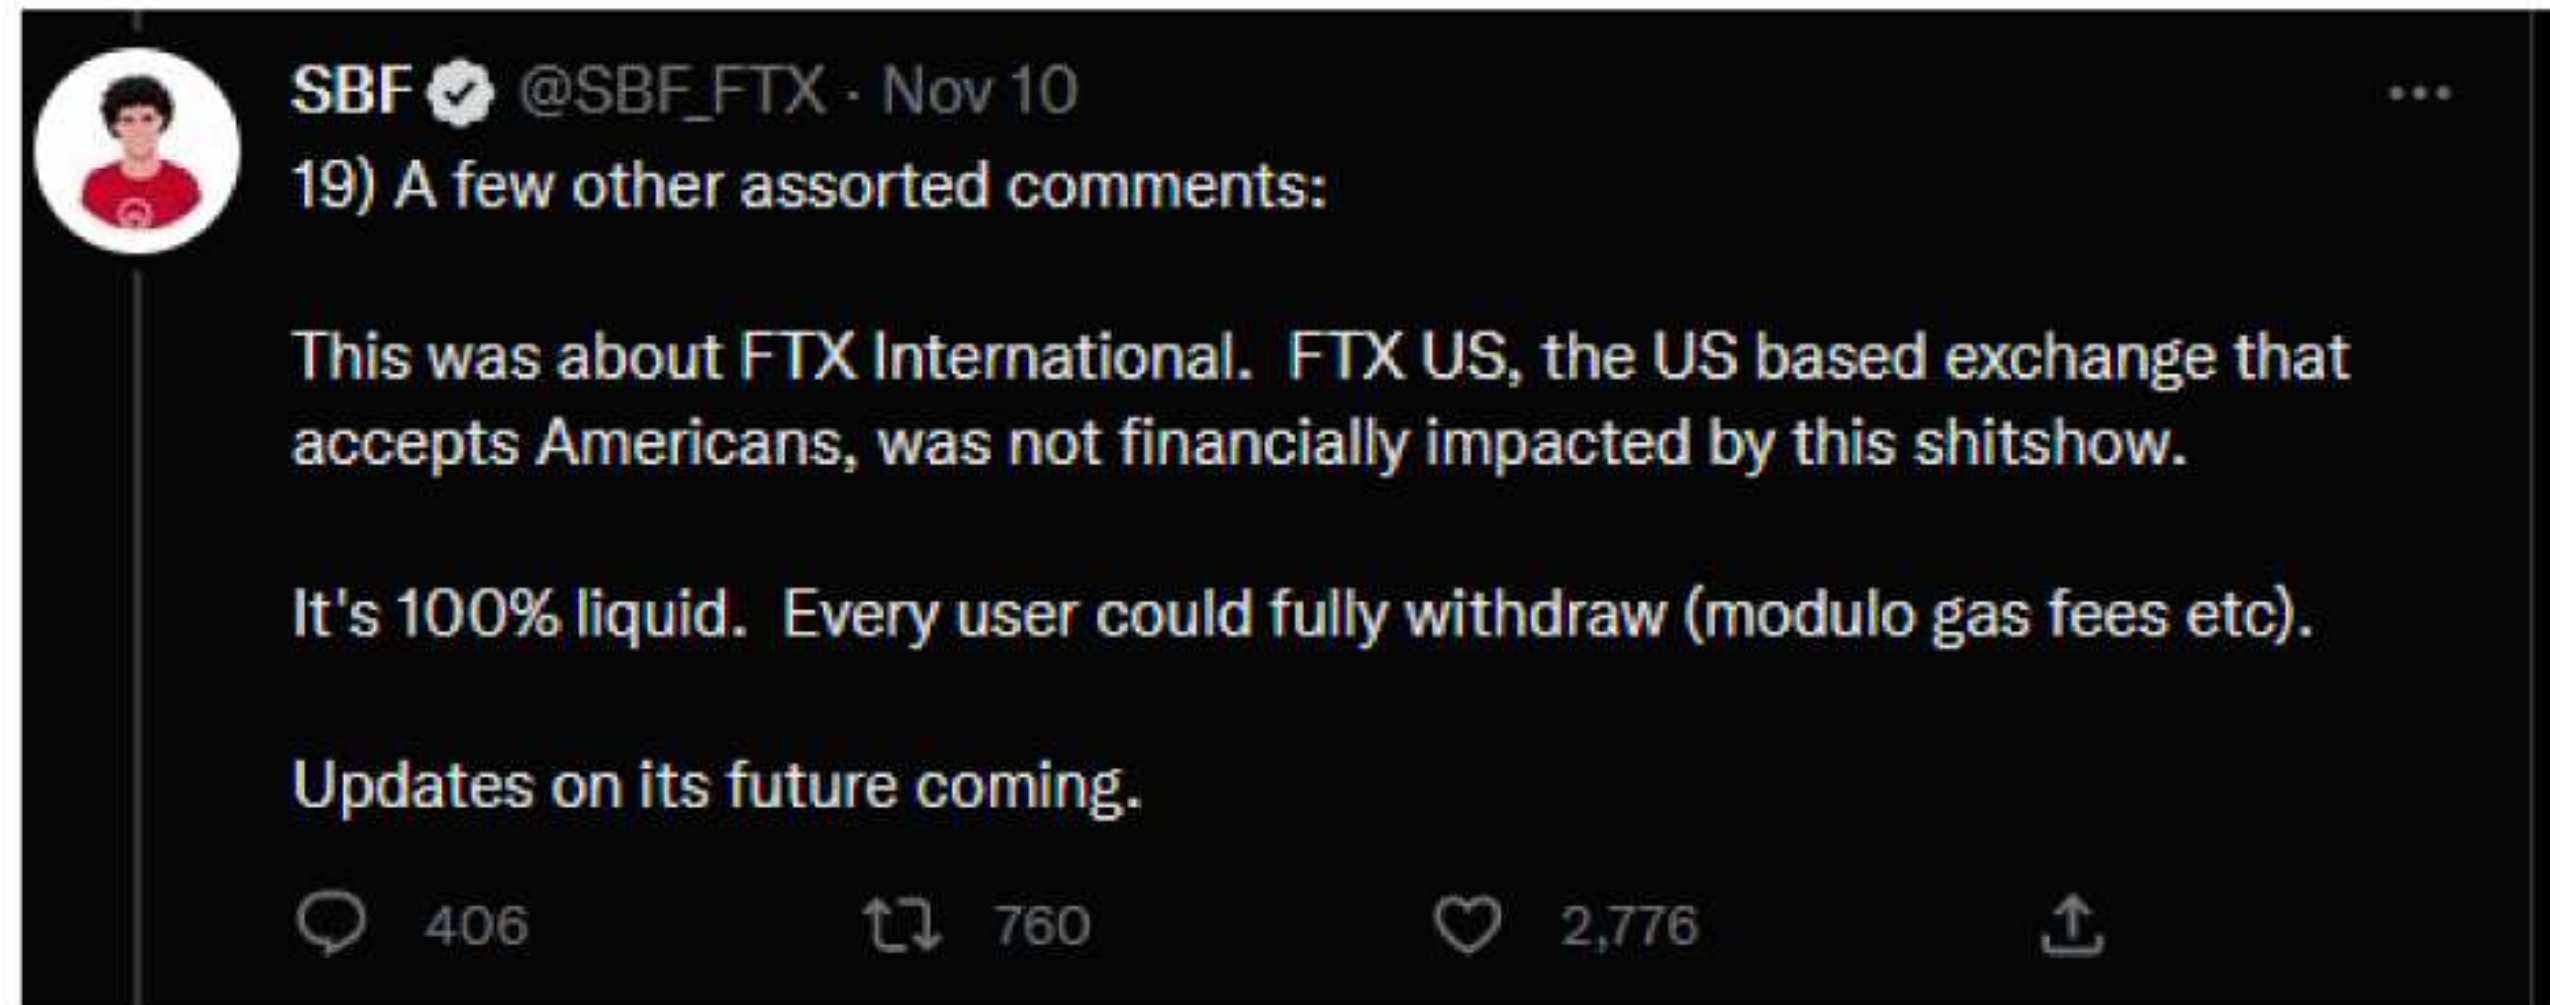 SBF @SBF_FTX · Nov 10
19) A few other assorted comments:
This was about FTX International.  FTX US, the US based exchange that
accepts Americans, was not financially impacted by this shitshow.
It's 100% liquid.  Every user could fully withdraw (modulo gas fees etc).
Updates on its future coming.
406 760 2,776